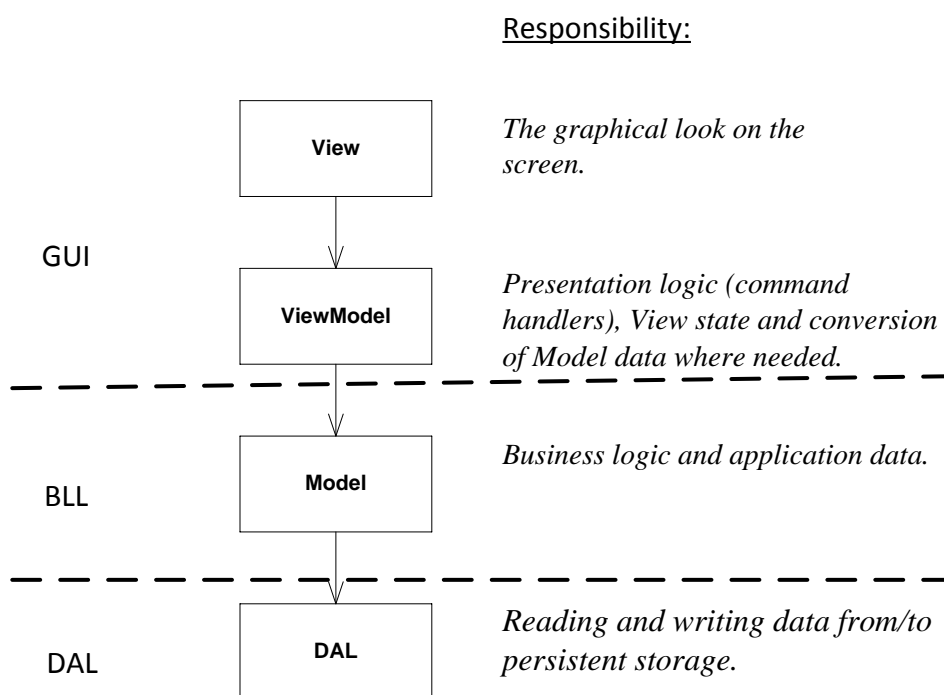 Responsibility:
View
The graphical look on the
screen.
GUI
ViewModel
Presentation logic (command
handlers), View state and conversion
of Model data where needed.
Model
Business logic and application data.
BLL
DAL
Reading and writing data from/to
persistent storage.
DAL